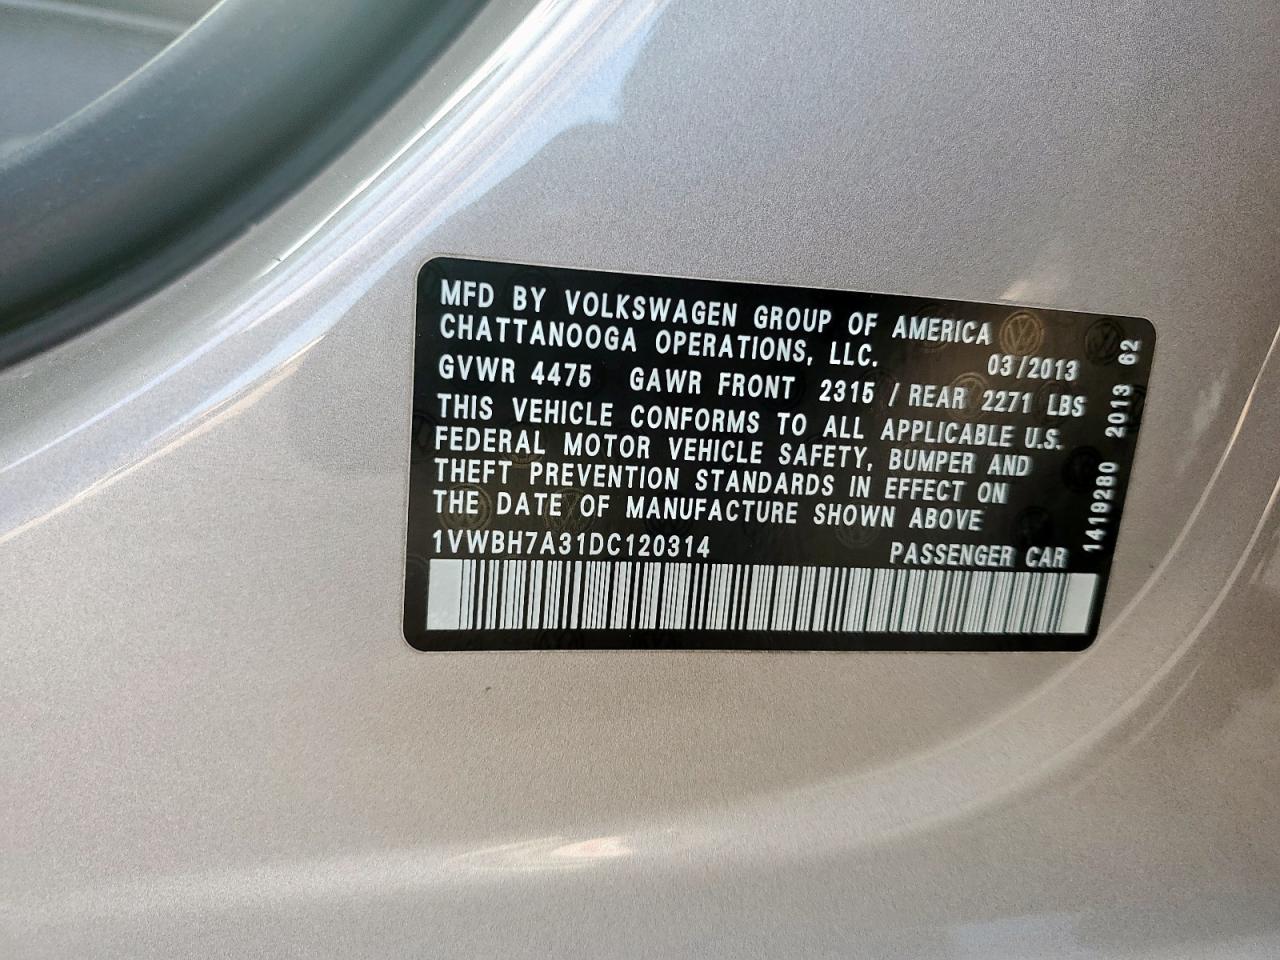 MFD BY VOLKSWAGEN GROUP OF AMERICA
CHATTANOOGA OPERATIONS, LLC. 03/2013
GVWR 4475 GAWR FRONT 2315 / REAR 2271 LBS
THIS VEHICLE CONFORMS TO ALL APPLICABLE U.S.
FEDERAL MOTOR VEHICLE SAFETY, BUMPER AND
THEFT PREVENTION STANDARDS IN EFFECT ON
THE DATE OF MANUFACTURE SHOWN ABOVE
1VWBH7A31DC120314 PASSENGER CAR
1419280 2013 62